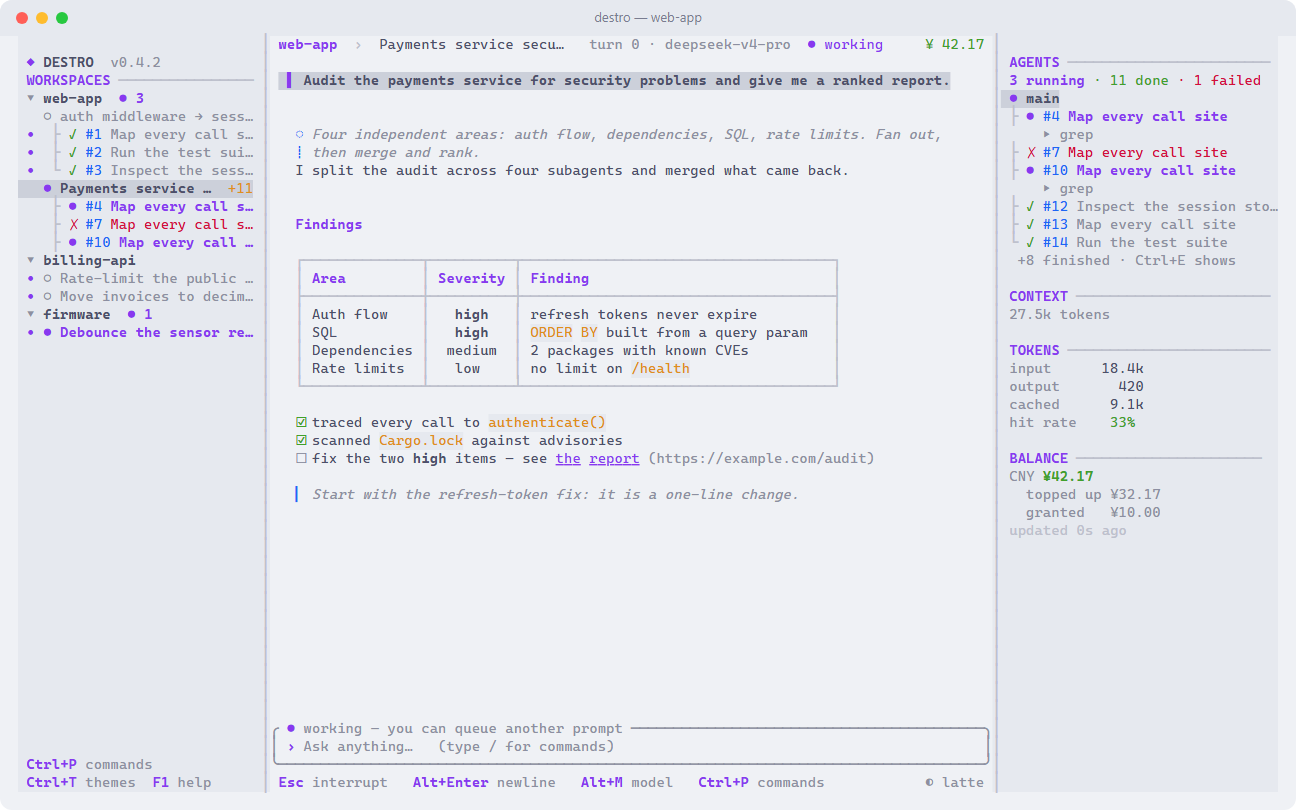 destro — web-app
◆ DESTRO v0.4.2
WORKSPACES
▾ web-app ● 3
○ auth middleware → sess…
• ✓ #1 Map every call s…
• ✓ #2 Run the test sui…
• ✓ #3 Inspect the sess…
● Payments service … +11
● #4 Map every call s…
✗ #7 Map every call s…
● #10 Map every call …
▾ billing-api
• ○ Rate-limit the public …
• ○ Move invoices to decim…
▾ firmware ● 1
• ● Debounce the sensor re…
Ctrl+P commands
Ctrl+T themes F1 help
web-app › Payments service secu… turn 0 · deepseek-v4-pro ● working ¥ 42.17
Audit the payments service for security problems and give me a ranked report.
Four independent areas: auth flow, dependencies, SQL, rate limits. Fan out,
then merge and rank.
I split the audit across four subagents and merged what came back.
Findings
Area Severity Finding
Auth flow high refresh tokens never expire
SQL high ORDER BY built from a query param
Dependencies medium 2 packages with known CVEs
Rate limits low no limit on /health
☑ traced every call to authenticate()
☑ scanned Cargo.lock against advisories
☐ fix the two high items — see the report (https://example.com/audit)
Start with the refresh-token fix: it is a one-line change.
● working — you can queue another prompt
› Ask anything… (type / for commands)
Esc interrupt Alt+Enter newline Alt+M model Ctrl+P commands ◐ latte
AGENTS
3 running · 11 done · 1 failed
● main
● #4 Map every call site
▸ grep
✗ #7 Map every call site
● #10 Map every call site
▸ grep
✓ #12 Inspect the session sto…
✓ #13 Map every call site
✓ #14 Run the test suite
+8 finished · Ctrl+E shows
CONTEXT
27.5k tokens
TOKENS
input 18.4k
output 420
cached 9.1k
hit rate 33%
BALANCE
CNY ¥42.17
topped up ¥32.17
granted ¥10.00
updated 0s ago